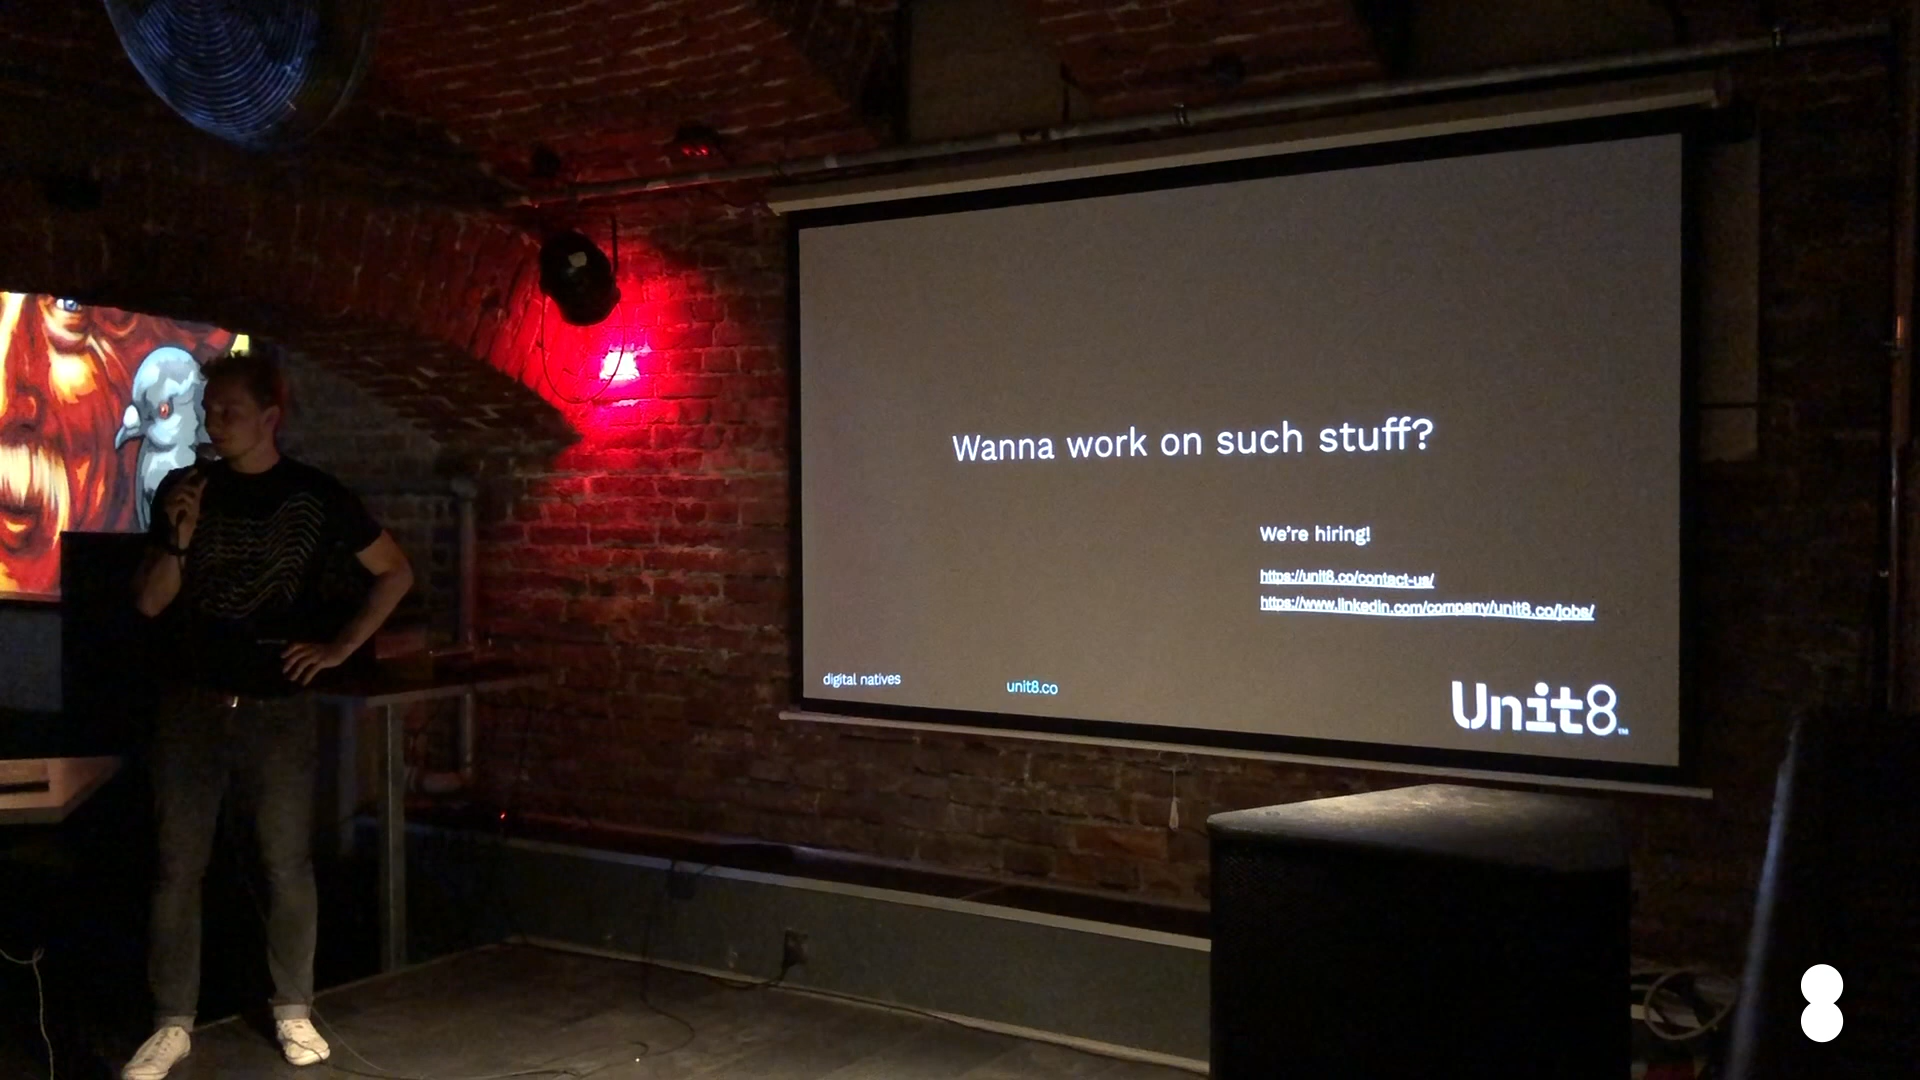 Wanna work on such stuff?
We're hiring!
https://unit8.co/contact-us/
https://www.linkedin.com/company/unit8.co/jobs/
digital natives
unit8.co
Unit8™